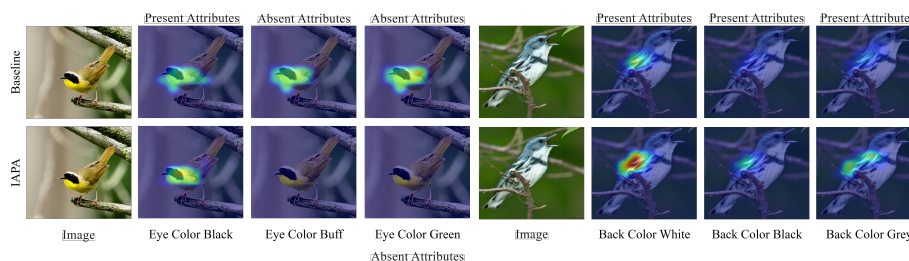 Present Attributes Absent Attributes Absent Attributes Present Attributes Present Attributes Present Attributes
Baseline
IAPA
Image Eye Color Black Eye Color Buff Eye Color Green Image Back Color White Back Color Black Back Color Grey
Absent Attributes